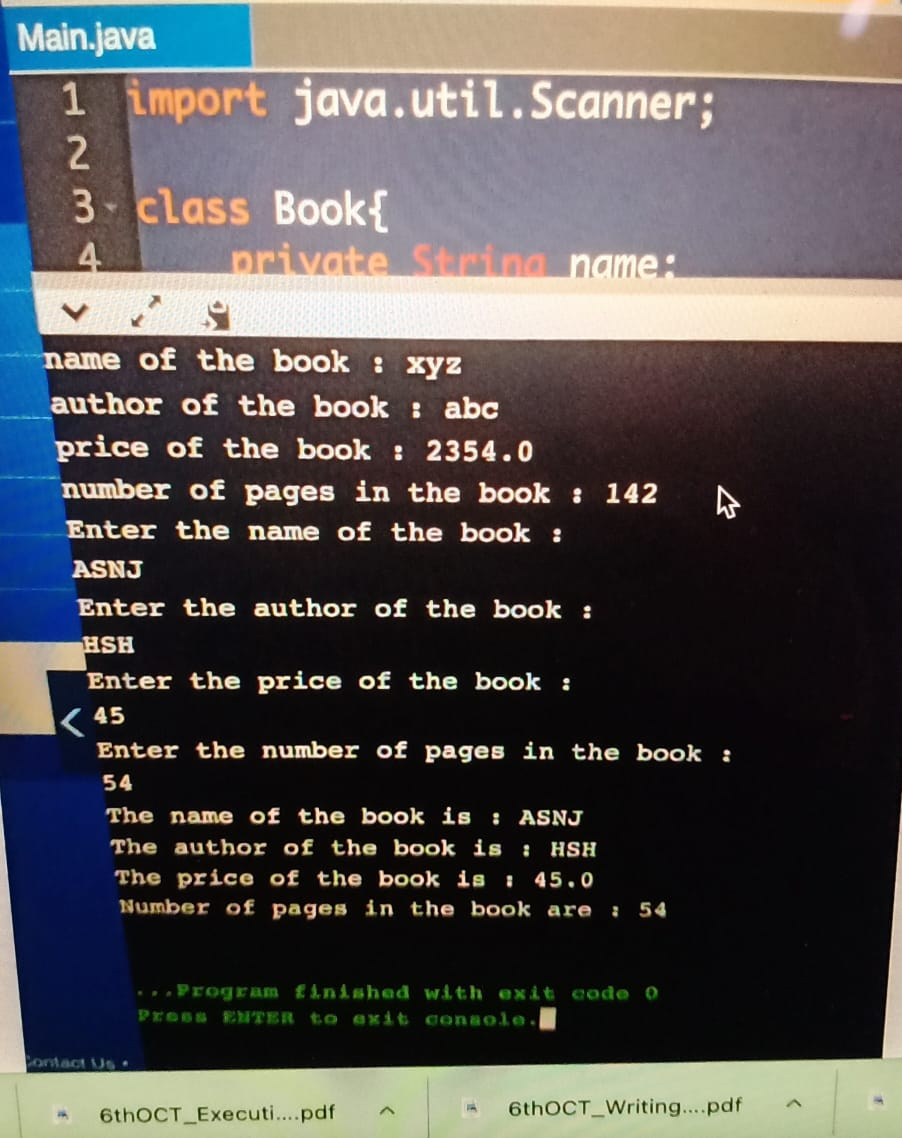 Main.java
1 import java.util.Scanner;
2
3 class Book{
4 private String name;
name of the book : xyz
author of the book : abc
price of the book : 2354.0
number of pages in the book : 142
Enter the name of the book :
ASNJ
Enter the author of the book :
HSH
Enter the price of the book :
45
Enter the number of pages in the book :
54
The name of the book is : ASNJ
The author of the book is : HSH
The price of the book is : 45.0
Number of pages in the book are : 54
...Program finished with exit code 0
Press ENTER to exit console.
Contact Us •
6thOCT_Executi....pdf
6thOCT_Writing....pdf